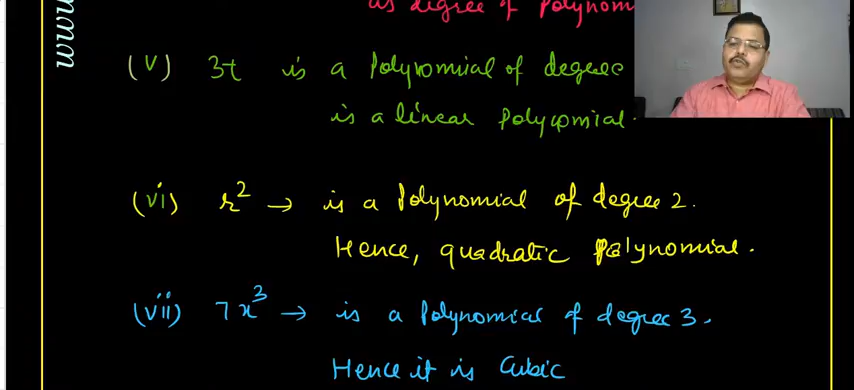 www
as degree of Polynom
(v) 3t is a Polynomial of degree
is a linear Polynomial.
(vi) r² → is a Polynomial of degree 2.
Hence, quadratic Polynomial.
(vii) 7x³ → is a Polynomial of degree 3.
Hence it is Cubic